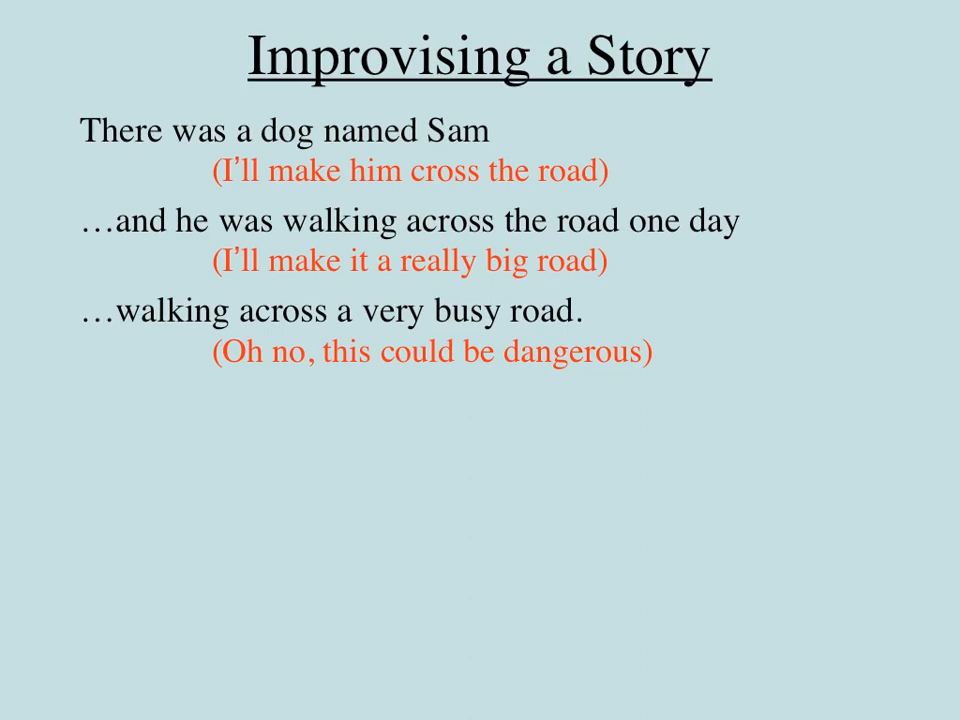 Improvising a Story
There was a dog named Sam
(I’ll make him cross the road)
…and he was walking across the road one day
(I’ll make it a really big road)
…walking across a very busy road.
(Oh no, this could be dangerous)